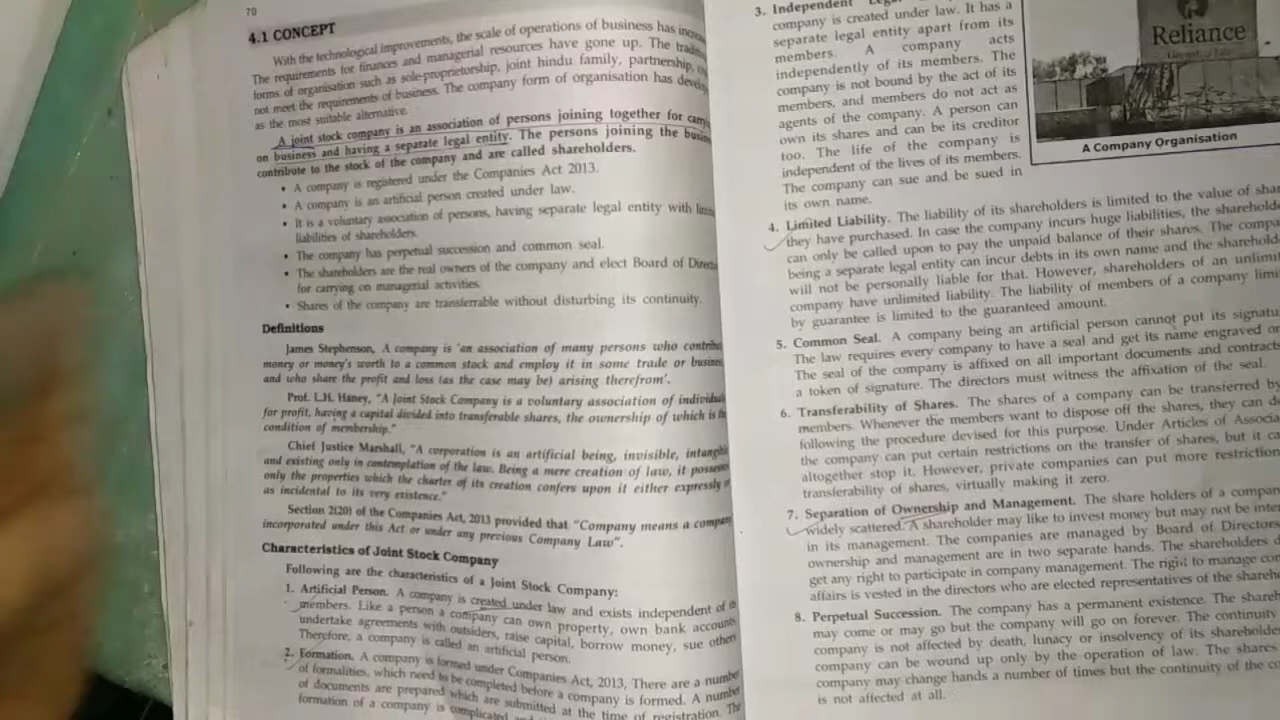 70
4.1 CONCEPT
With the technological improvements, the scale of operations of business has
The requirements for finances and managerial resources have gone up. The
forms of organisation such as sole-proprietorship, joint hindu family, partnership,
not meet the requirements of business. The company form of organisation has
as the most suitable alternative.
A joint stock company is an association of persons joining together for
on business and having a separate legal entity. The persons joining the
contribute to the stock of the company and are called shareholders.
• A company is registered under the Companies Act 2013.
• A company is an artificial person created under law.
• It is a voluntary association of persons, having separate legal entity with
liabilities of shareholders.
• The company has perpetual succession and common seal.
• The shareholders are the real owners of the company and elect Board of
for carrying on managerial activities.
• Shares of the company are transferrable without disturbing its continuity.
Definitions
James Stephenson, A company is 'an association of many persons who
money or money's worth to a common stock and employ it in some trade or
and who share the profit and loss (as the case may be) arising therefrom'.
Prof. L.H. Haney, "A Joint Stock Company is a voluntary association of
for profit, having a capital divided into transferable shares, the ownership of which is
condition of membership."
Chief Justice Marshall, "A corporation is an artificial being, invisible,
and existing only in contemplation of the law. Being a mere creation of law, it
only the properties which the charter of its creation confers upon it either expressly
as incidental to its very existence."
Section 2(20) of the Companies Act, 2013 provided that "Company means a
incorporated under this Act or under any previous Company Law".
Characteristics of Joint Stock Company
Following are the characteristics of a Joint Stock Company:
1. Artificial Person. A company is created under law and exists independent of
members. Like a person a company can own property, own bank
undertake agreements with outsiders, raise capital, borrow money, sue
Therefore, a company is called an artificial person.
2. Formation. A company is formed under Companies Act, 2013, There are a number
of formalities, which need to be completed before a company is formed. A number
of documents are prepared which are submitted at the time of registration. The
formation of a company is complicated
3. Independent
company is created under law. It has a
separate legal entity apart from its
members. A company acts
independently of its members. The
company is not bound by the act of its
members, and members do not act as
agents of the company. A person can
own its shares and can be its creditor
too. The life of the company is
independent of the lives of its members.
The company can sue and be sued in
its own name.
Reliance
A Company Organisation
4. Limited Liability. The liability of its shareholders is limited to the value of
they have purchased. In case the company incurs huge liabilities, the
can only be called upon to pay the unpaid balance of their shares. The
being a separate legal entity can incur debts in its own name and the
will not be personally liable for that. However, shareholders of an
company have unlimited liability. The liability of members of a company
by guarantee is limited to the guaranteed amount.
5. Common Seal. A company being an artificial person cannot put its
The law requires every company to have a seal and get its name engraved
The seal of the company is affixed on all important documents and
a token of signature. The directors must witness the affixation of the seal.
6. Transferability of Shares. The shares of a company can be transferred by
members. Whenever the members want to dispose off the shares, they can
following the procedure devised for this purpose. Under Articles of
the company can put certain restrictions on the transfer of shares, but it
altogether stop it. However, private companies can put more
transferability of shares, virtually making it zero.
7. Separation of Ownership and Management. The share holders of a
widely scattered. A shareholder may like to invest money but may not be
in its management. The companies are managed by Board of Directors
ownership and management are in two separate hands. The shareholders
get any right to participate in company management. The right to manage
affairs is vested in the directors who are elected representatives of the
8. Perpetual Succession. The company has a permanent existence. The
may come or may go but the company will go on forever. The continuity
company is not affected by death, lunacy or insolvency of its
company can be wound up only by the operation of law. The shares
company may change hands a number of times but the continuity of the
is not affected at all.